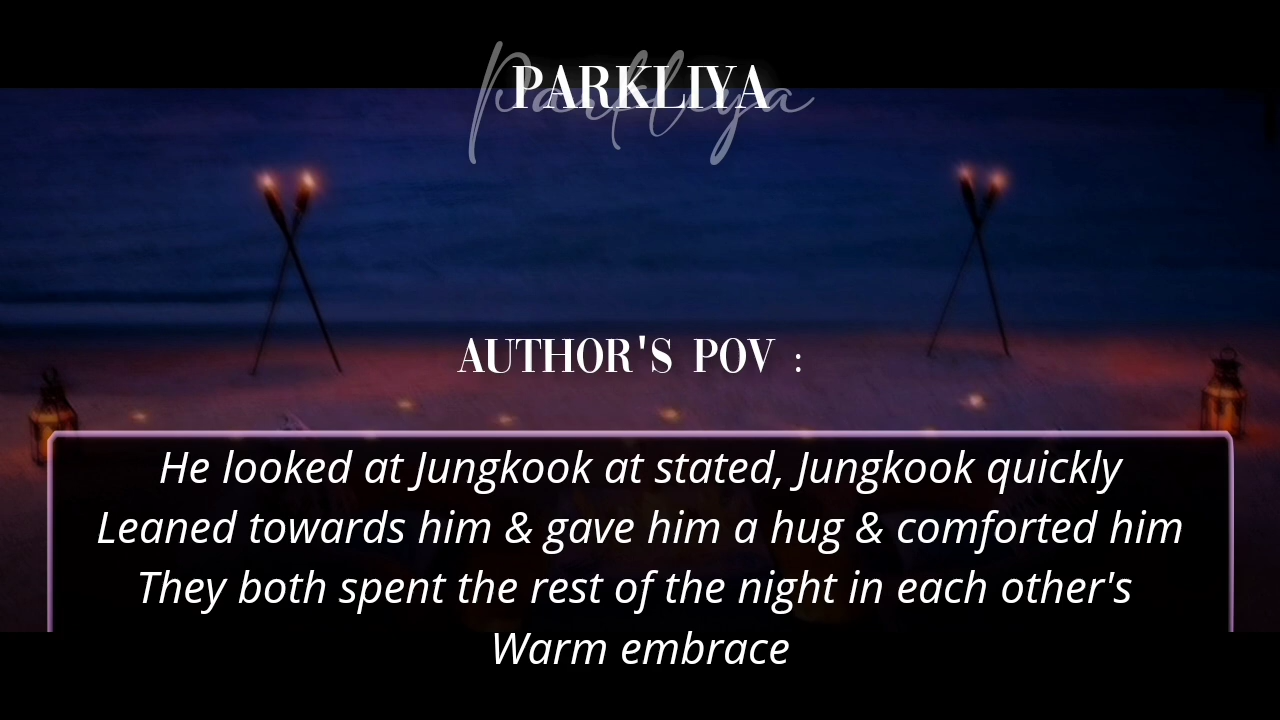 Parkliya
PARKLIYA
AUTHOR'S POV :
He looked at Jungkook at stated, Jungkook quickly
Leaned towards him & gave him a hug & comforted him
They both spent the rest of the night in each other's
Warm embrace